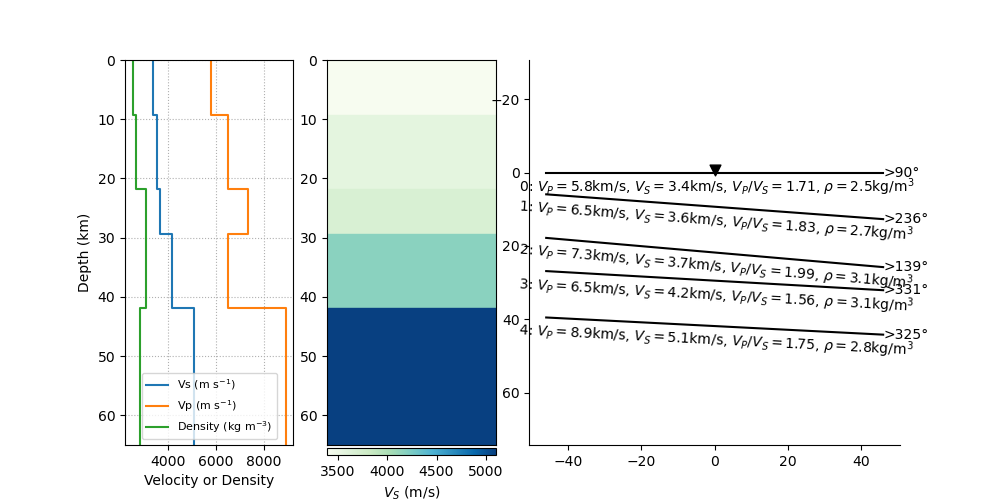 0
10
20
30
40
50
60
Depth (km)
4000 6000 8000
Velocity or Density
Vs (m s⁻¹)
Vp (m s⁻¹)
Density (kg m⁻³)
0
10
20
30
40
50
60
3500 4000 4500 5000
V_S (m/s)
−20
0
20
40
60
−40 −20 0 20 40
>90°
0: V_P = 5.8km/s, V_S = 3.4km/s, V_P/V_S = 1.71, ρ = 2.5kg/m³
>236°
1: V_P = 6.5km/s, V_S = 3.6km/s, V_P/V_S = 1.83, ρ = 2.7kg/m³
>139°
2: V_P = 7.3km/s, V_S = 3.7km/s, V_P/V_S = 1.99, ρ = 3.1kg/m³
>331°
3: V_P = 6.5km/s, V_S = 4.2km/s, V_P/V_S = 1.56, ρ = 3.1kg/m³
>325°
4: V_P = 8.9km/s, V_S = 5.1km/s, V_P/V_S = 1.75, ρ = 2.8kg/m³